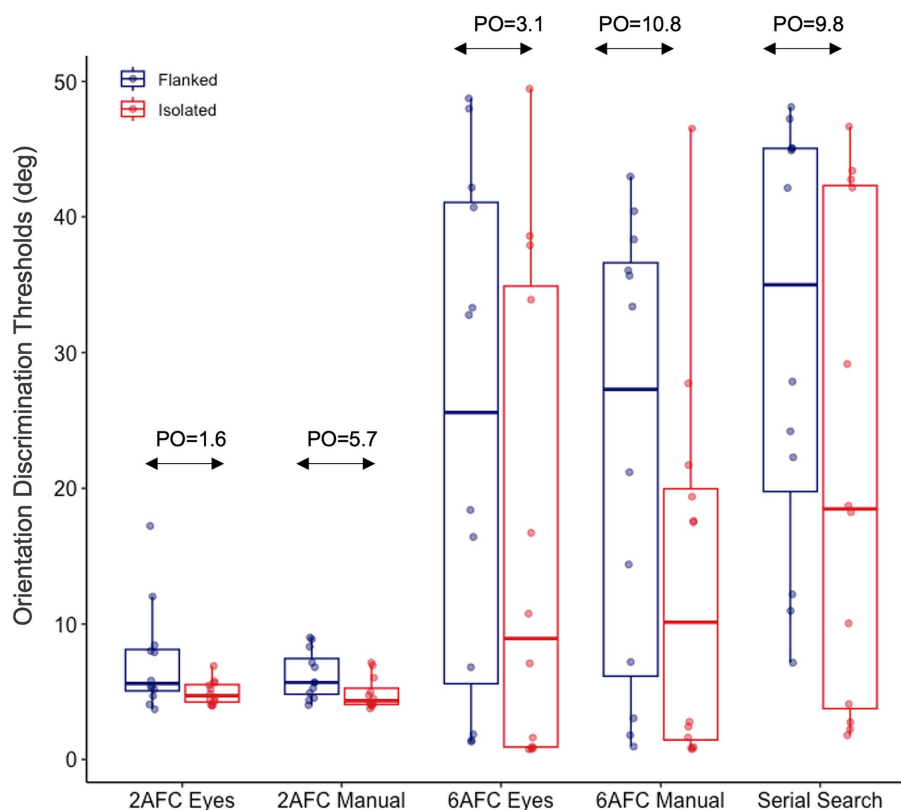 PO=3.1
PO=10.8
PO=9.8
50
Flanked
Isolated
40
30
PO=1.6
PO=5.7
20
10
0
Orientation Discrimination Thresholds (deg)
2AFC Eyes
2AFC Manual
6AFC Eyes
6AFC Manual
Serial Search